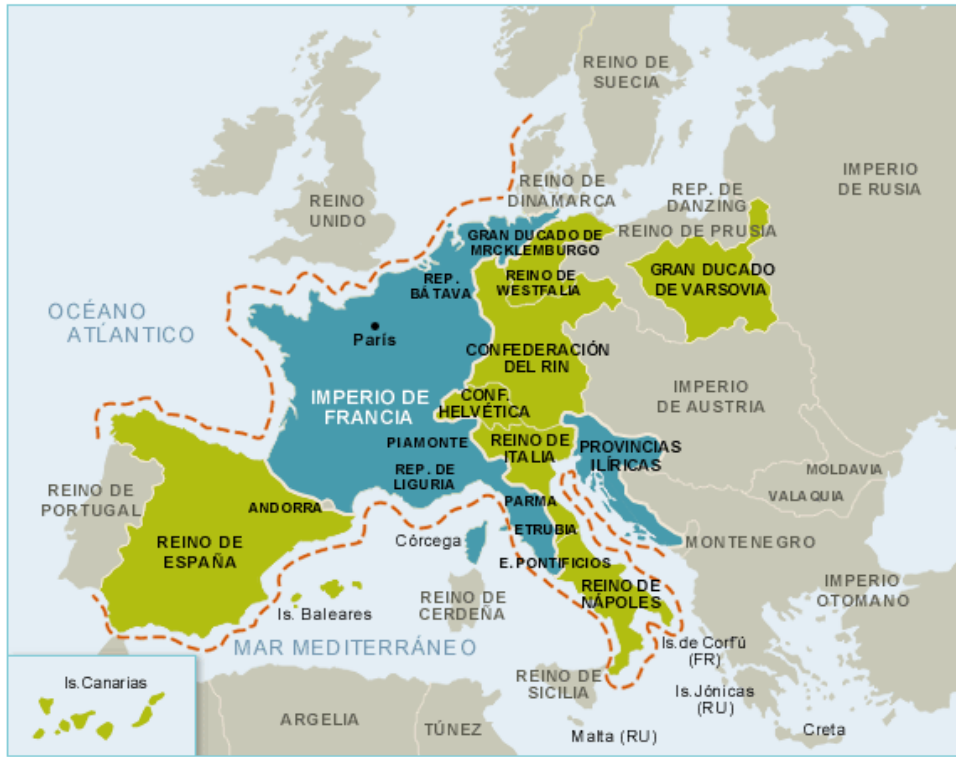 REINO DE
SUECIA
IMPERIO
DE RUSIA
REINO DE
DINAMARCA
REP. DE
DANZING
REINO
UNIDO
REINO DE PRUSIA
GRAN DUCADO DE
MRCKLEMBURGO
GRAN DUCADO
DE VARSOVIA
REP.
BÁTAVA
REINO DE
WESTFALIA
OCÉANO
ATLÍANTICO
París
CONFEDERACIÓN
DEL RIN
IMPERIO
DE AUSTRIA
IMPERIO DE
FRANCIA
CONF.
HELVÉTICA
PIAMONTE
REINO DE
ITALIA
PROVINCIAS
ILÍRICAS
MOLDAVIA
REP. DE
LIGURIA
VALAQUIA
REINO DE
PORTUGAL
ANDORRA
PARMA
ETRUBIA
MONTENEGRO
REINO DE
ESPAÑA
Córcega
E. PONTIFICIOS
IMPERIO
OTOMANO
REINO DE
CERDEÑA
REINO DE
NÁPOLES
Is. Baleares
MAR MEDITERRÁNEO
Is. de Corfú
(FR)
Is. Canarias
REINO DE
SICILIA
Is. Jónicas
(RU)
ARGELIA
TÚNEZ
Malta (RU)
Creta